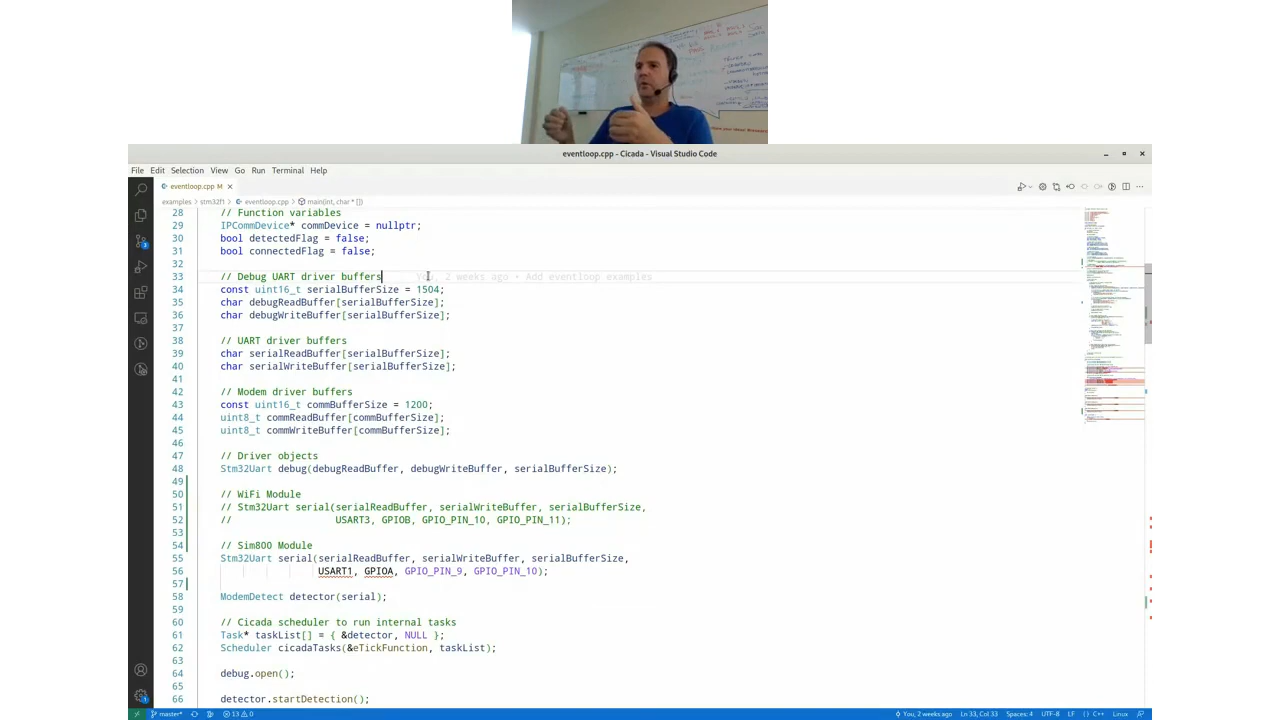 eventloop.cpp - Cicada - Visual Studio Code
File Edit Selection View Go Run Terminal Help
eventloop.cpp M
examples > stm32f1 > eventloop.cpp > main(int, char * [])
28 // Function variables
29 IPCommDevice* commDevice = nullptr;
30 bool detectedFlag = false;
31 bool connectedFlag = false;
32
33 // Debug UART driver buffers You, 2 weeks ago • Add eventloop examples
34 const uint16_t serialBufferSize = 1504;
35 char debugReadBuffer[serialBufferSize];
36 char debugWriteBuffer[serialBufferSize];
37
38 // UART driver buffers
39 char serialReadBuffer[serialBufferSize];
40 char serialWriteBuffer[serialBufferSize];
41
42 // Modem driver buffers
43 const uint16_t commBufferSize = 1200;
44 uint8_t commReadBuffer[commBufferSize];
45 uint8_t commWriteBuffer[commBufferSize];
46
47 // Driver objects
48 Stm32Uart debug(debugReadBuffer, debugWriteBuffer, serialBufferSize);
49
50 // WiFi Module
51 // Stm32Uart serial(serialReadBuffer, serialWriteBuffer, serialBufferSize,
52 // USART3, GPIOB, GPIO_PIN_10, GPIO_PIN_11);
53
54 // Sim800 Module
55 Stm32Uart serial(serialReadBuffer, serialWriteBuffer, serialBufferSize,
56 USART1, GPIOA, GPIO_PIN_9, GPIO_PIN_10);
57
58 ModemDetect detector(serial);
59
60 // Cicada scheduler to run internal tasks
61 Task* taskList[] = { &detector, NULL };
62 Scheduler cicadaTasks(&eTickFunction, taskList);
63
64 debug.open();
65
66 detector.startDetection();
master* 13 0 You, 2 weeks ago Ln 33, Col 33 Spaces: 4 UTF-8 LF C++ Linux